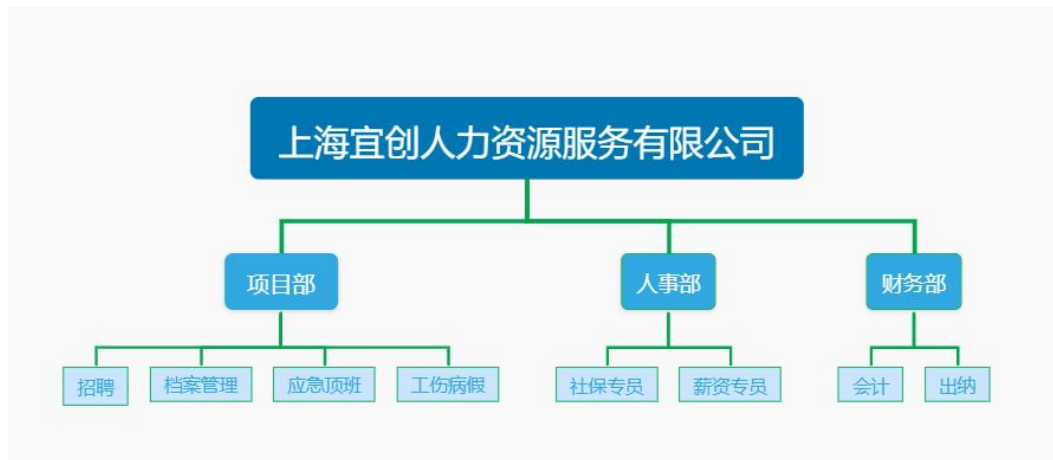 上海宜创人力资源服务有限公司
项目部
人事部
财务部
招聘
档案管理
应急顶班
工伤病假
社保专员
薪资专员
会计
出纳